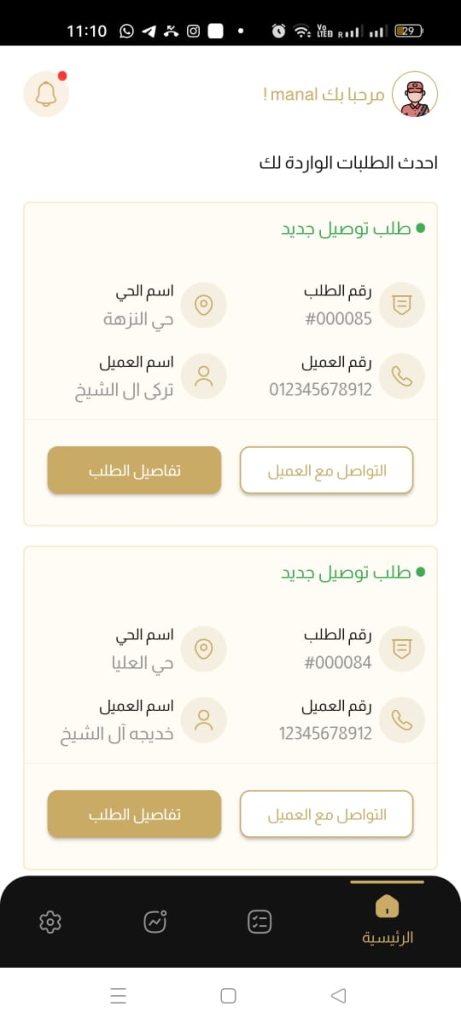 11:10
Vo
LTED
R
29
مرحبا بك manal !
احدث الطلبات الواردة لك
طلب توصيل جديد
رقم الطلب
#000085
اسم الحي
حي النزهة
رقم العميل
012345678912
اسم العميل
تركى ال الشيخ
التواصل مع العميل
تفاصيل الطلب
طلب توصيل جديد
رقم الطلب
#000084
اسم الحي
حي العليا
رقم العميل
12345678912
اسم العميل
خديجه آل الشيخ
التواصل مع العميل
تفاصيل الطلب
الرئيسية